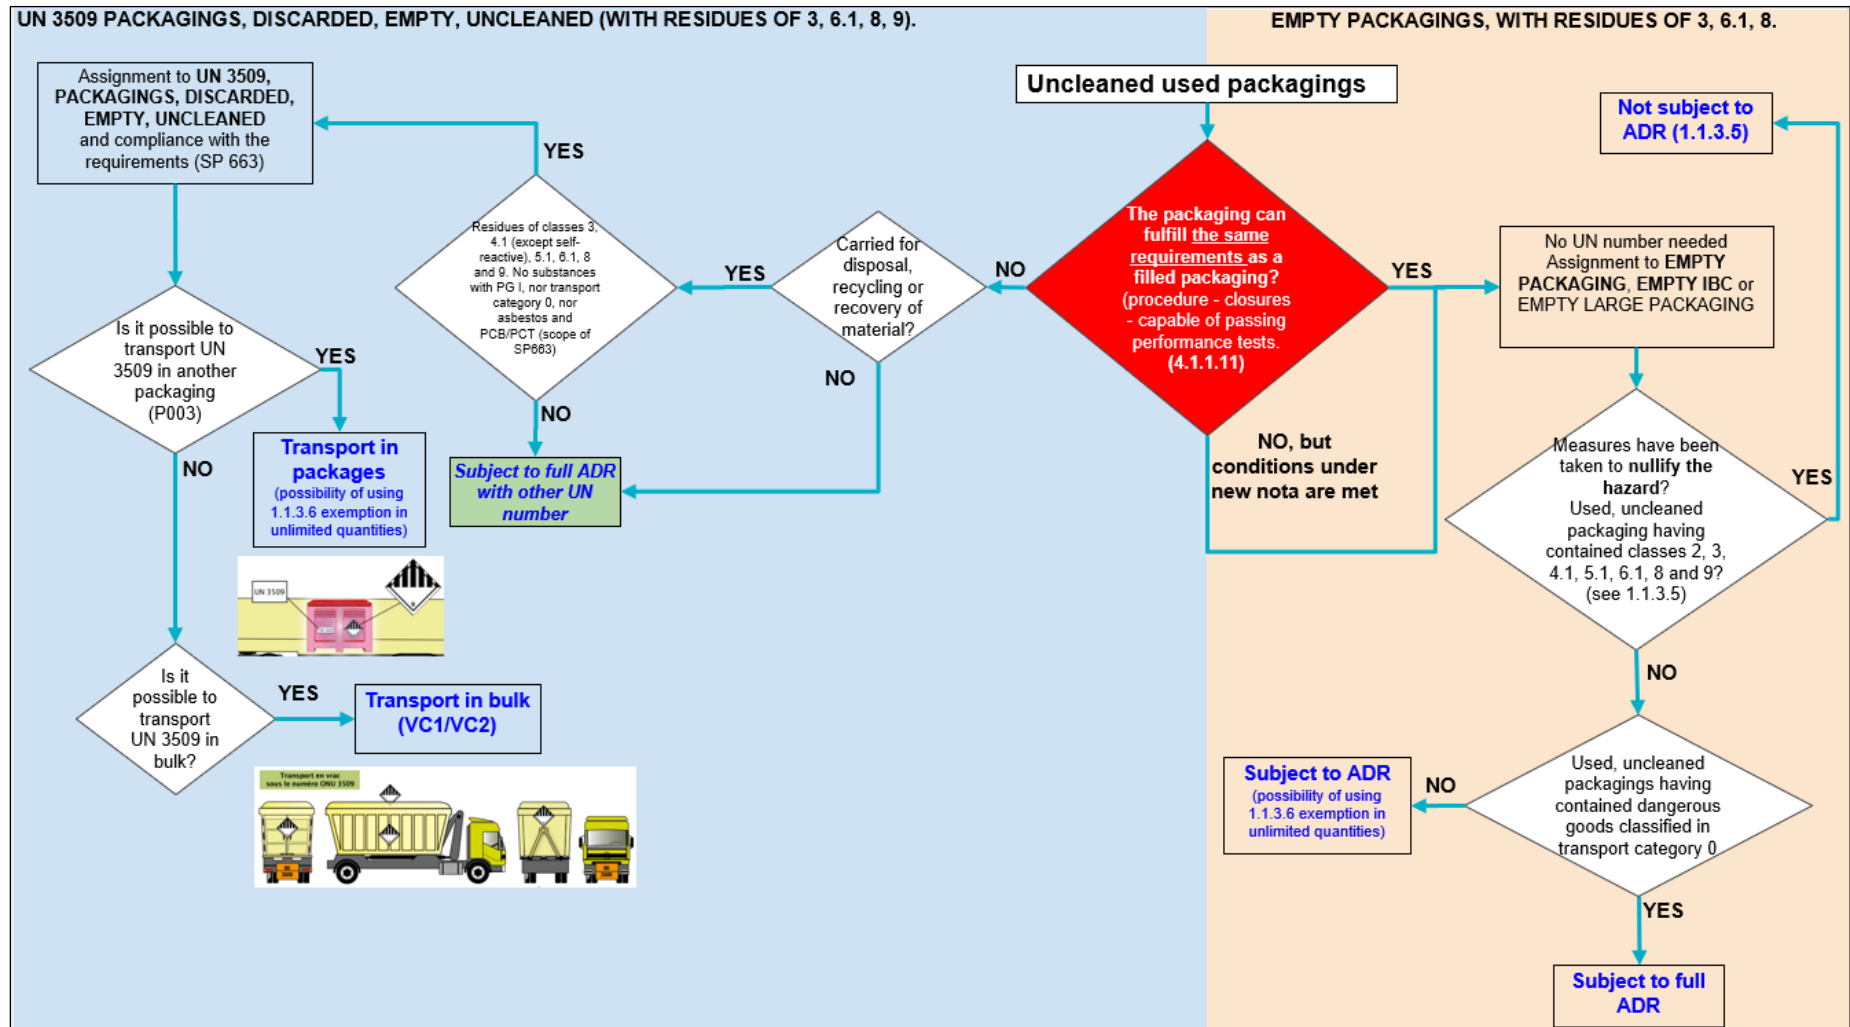 UN 3509 PACKAGINGS, DISCARDED, EMPTY, UNCLEANED (WITH RESIDUES OF 3, 6.1, 8, 9).
EMPTY PACKAGINGS, WITH RESIDUES OF 3, 6.1, 8.
Assignment to UN 3509,
PACKAGINGS, DISCARDED,
EMPTY, UNCLEANED
and compliance with the
requirements (SP 663)
YES
Residues of classes 3,
4.1 (except self-
reactive), 5.1, 6.1, 8
and 9. No substances
with PG I, nor transport
category 0, nor
asbestos and
PCB/PCT (scope of
SP663)
YES
NO
Carried for
disposal,
recycling or
recovery of
material?
NO
NO
Uncleaned used packagings
The packaging can
fulfill the same
requirements as a
filled packaging?
(procedure - closures
- capable of passing
performance tests.
(4.1.1.11)
YES
NO, but
conditions under
new nota are met
Not subject to
ADR (1.1.3.5)
No UN number needed
Assignment to EMPTY
PACKAGING, EMPTY IBC or
EMPTY LARGE PACKAGING
Measures have been
taken to nullify the
hazard?
Used, uncleaned
packaging having
contained classes 2, 3,
4.1, 5.1, 6.1, 8 and 9?
(see 1.1.3.5)
YES
NO
Used, uncleaned
packagings having
contained dangerous
goods classified in
transport category 0
NO
Subject to ADR
(possibility of using
1.1.3.6 exemption in
unlimited quantities)
YES
Subject to full
ADR
Subject to full ADR
with other UN
number
Is it possible to
transport UN
3509 in another
packaging
(P003)
YES
NO
Transport in
packages
(possibility of using
1.1.3.6 exemption in
unlimited quantities)
UN 3509
9
Is it
possible to
transport
UN 3509 in
bulk?
YES
Transport in bulk
(VC1/VC2)
Transport en vrac
sous le numéro ONU 3509